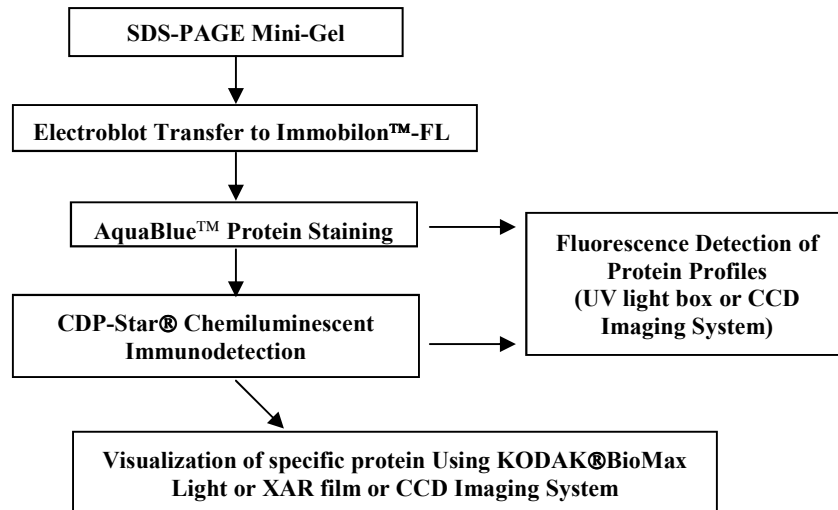 SDS-PAGE Mini-Gel
Electroblot Transfer to Immobilon™-FL
AquaBlue™ Protein Staining
Fluorescence Detection of
Protein Profiles
(UV light box or CCD
Imaging System)
CDP-Star® Chemiluminescent
Immunodetection
Visualization of specific protein Using KODAK®BioMax
Light or XAR film or CCD Imaging System